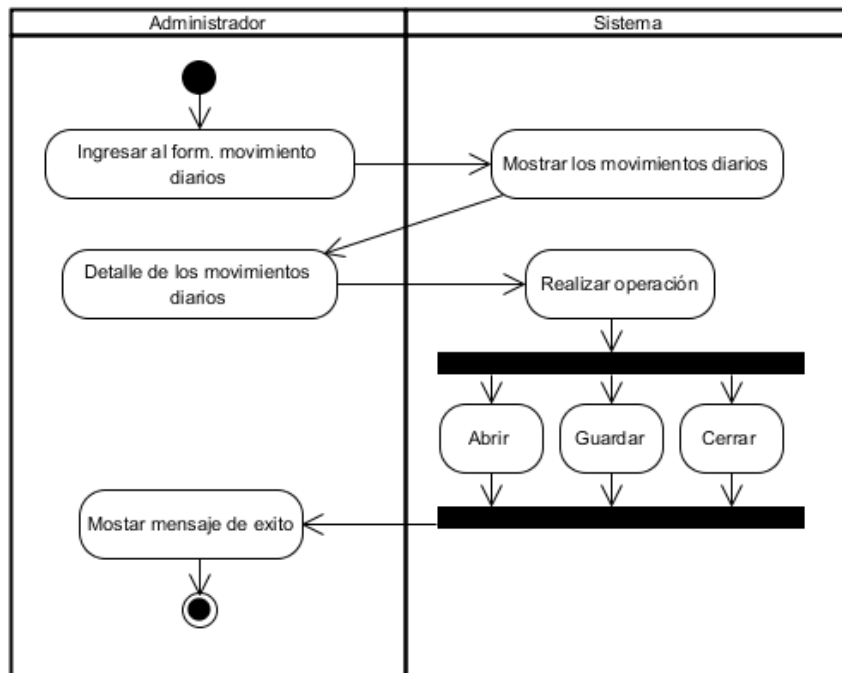 Administrador
Sistema
Ingresar al form. movimiento
diarios
Mostrar los movimientos diarios
Detalle de los movimientos
diarios
Realizar operación
Abrir
Guardar
Cerrar
Mostar mensaje de exito